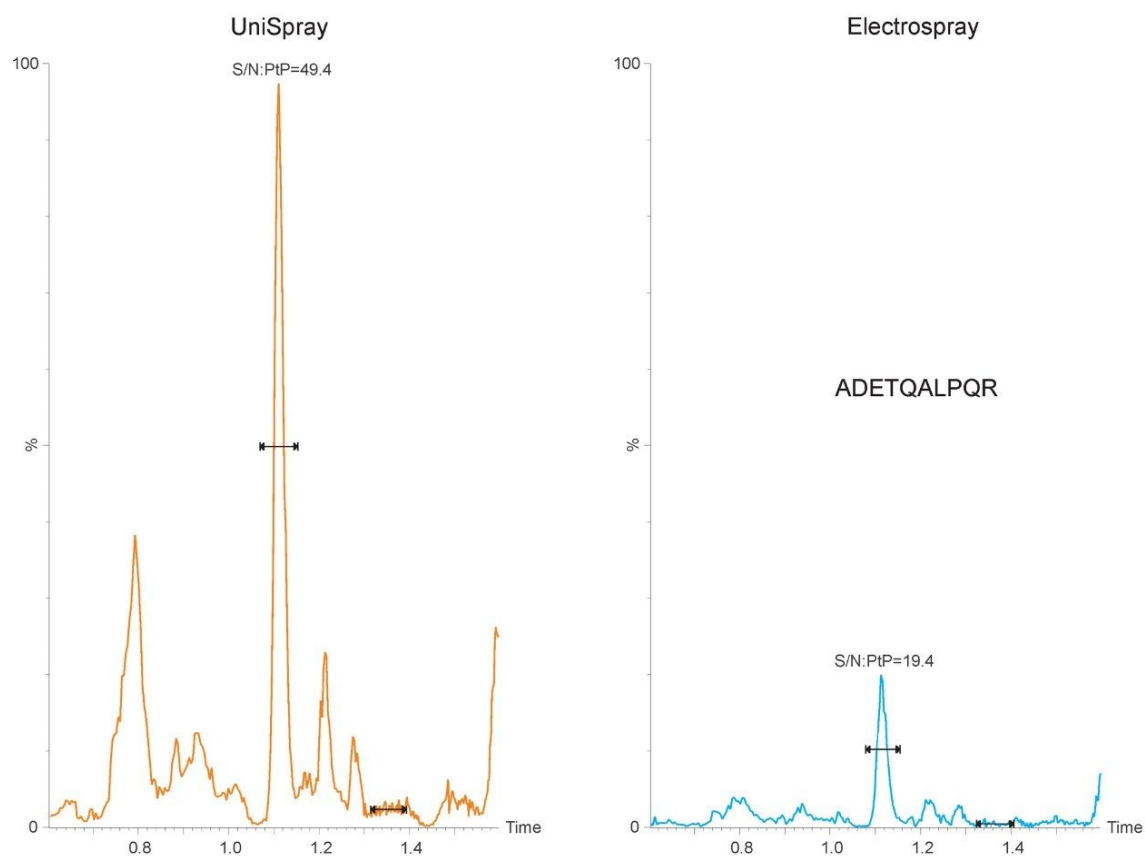 UniSpray
100
S/N:PtP=49.4
%
0
0.8
1.0
1.2
1.4
Time
Electrospray
100
ADETQALPQR
%
S/N:PtP=19.4
0
0.8
1.0
1.2
1.4
Time